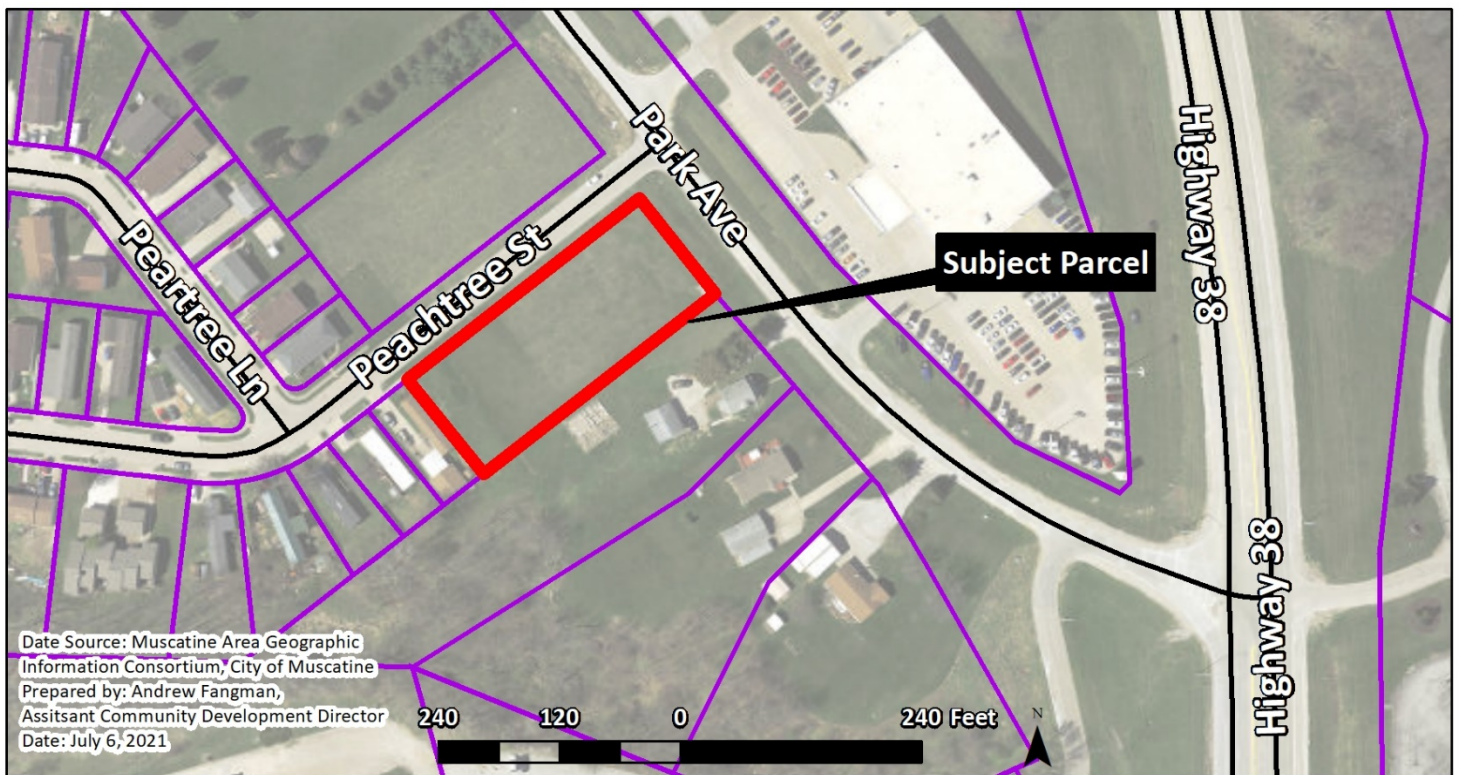 Park Ave
Highway 38
Subject Parcel
Peartree Ln
Peachtree St
Highway 38
Date Source: Muscatine Area Geographic
Information Consortium, City of Muscatine
Prepared by: Andrew Fangman,
Assitsant Community Development Director
Date: July 6, 2021
240 120 0 240 Feet
N